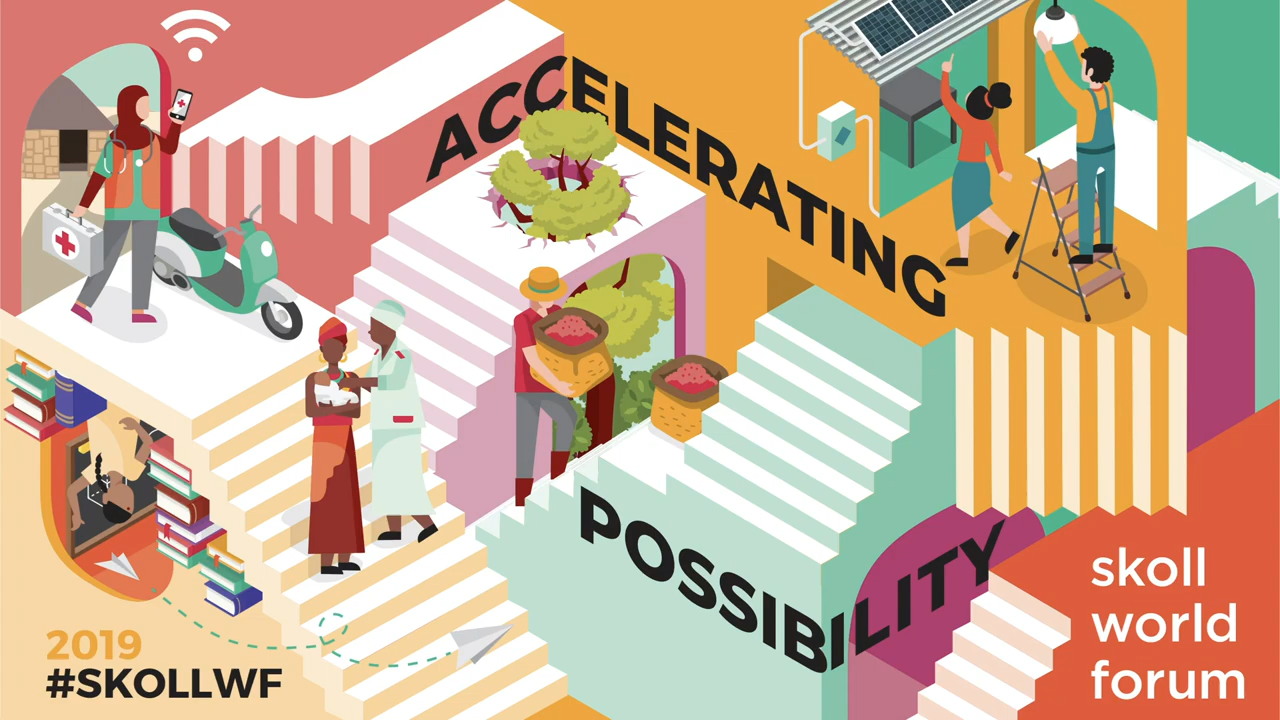 ACCELERATING
POSSIBILITY
2019
#SKOLLWF
skoll
world
forum